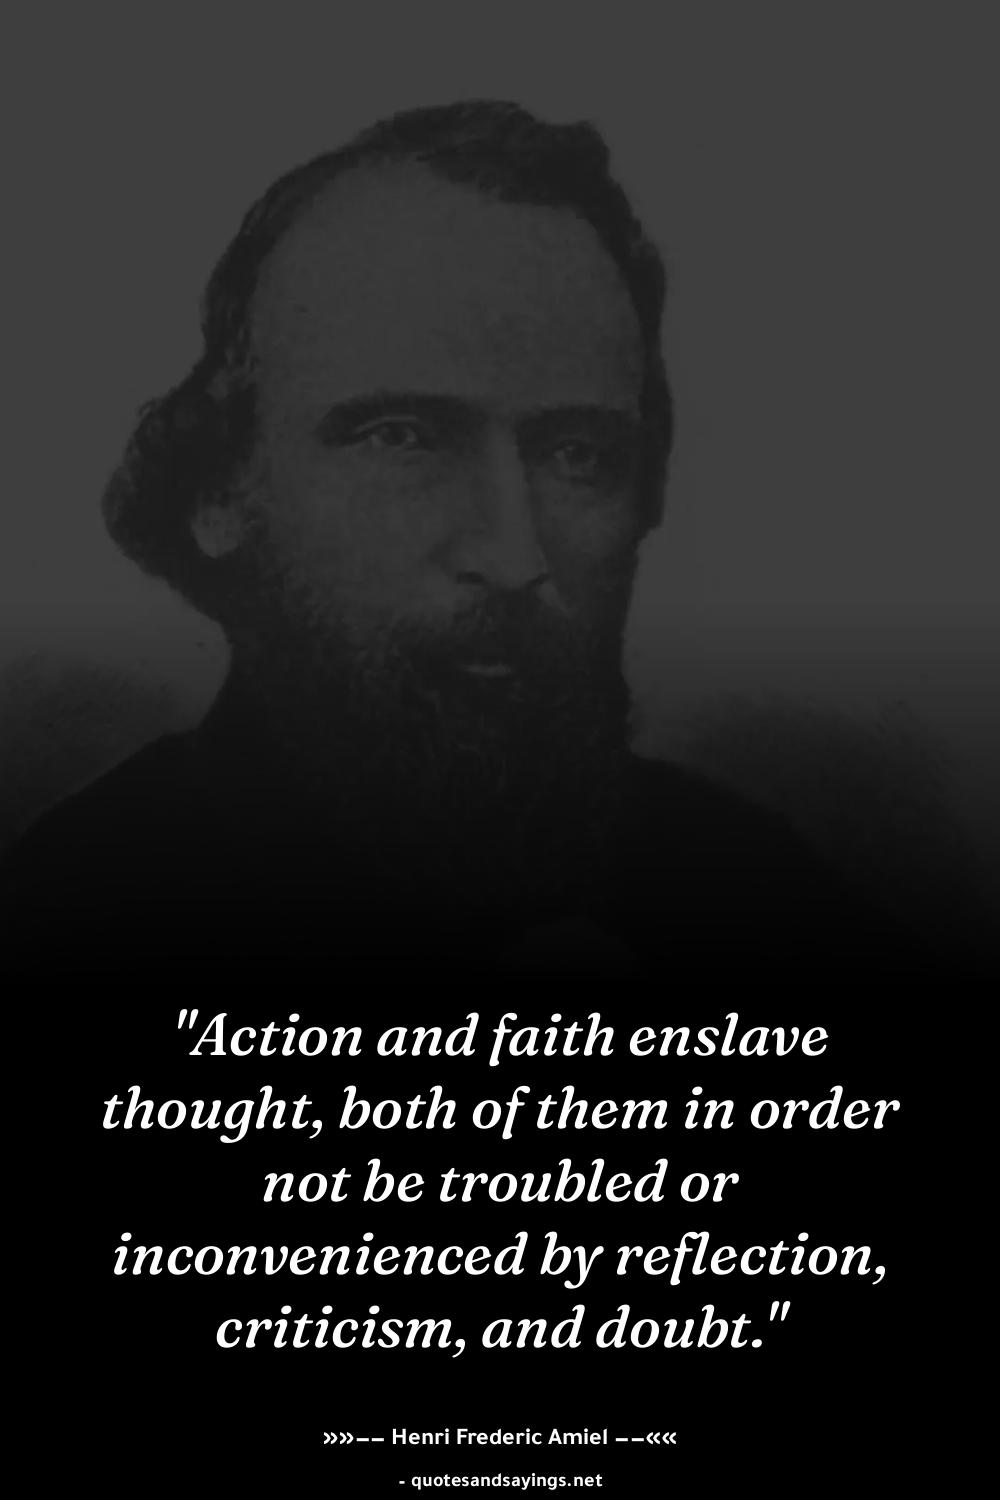 "Action and faith enslave
thought, both of them in order
not be troubled or
inconvenienced by reflection,
criticism, and doubt."
»»−− Henri Frederic Amiel −−««
- quotesandsayings.net